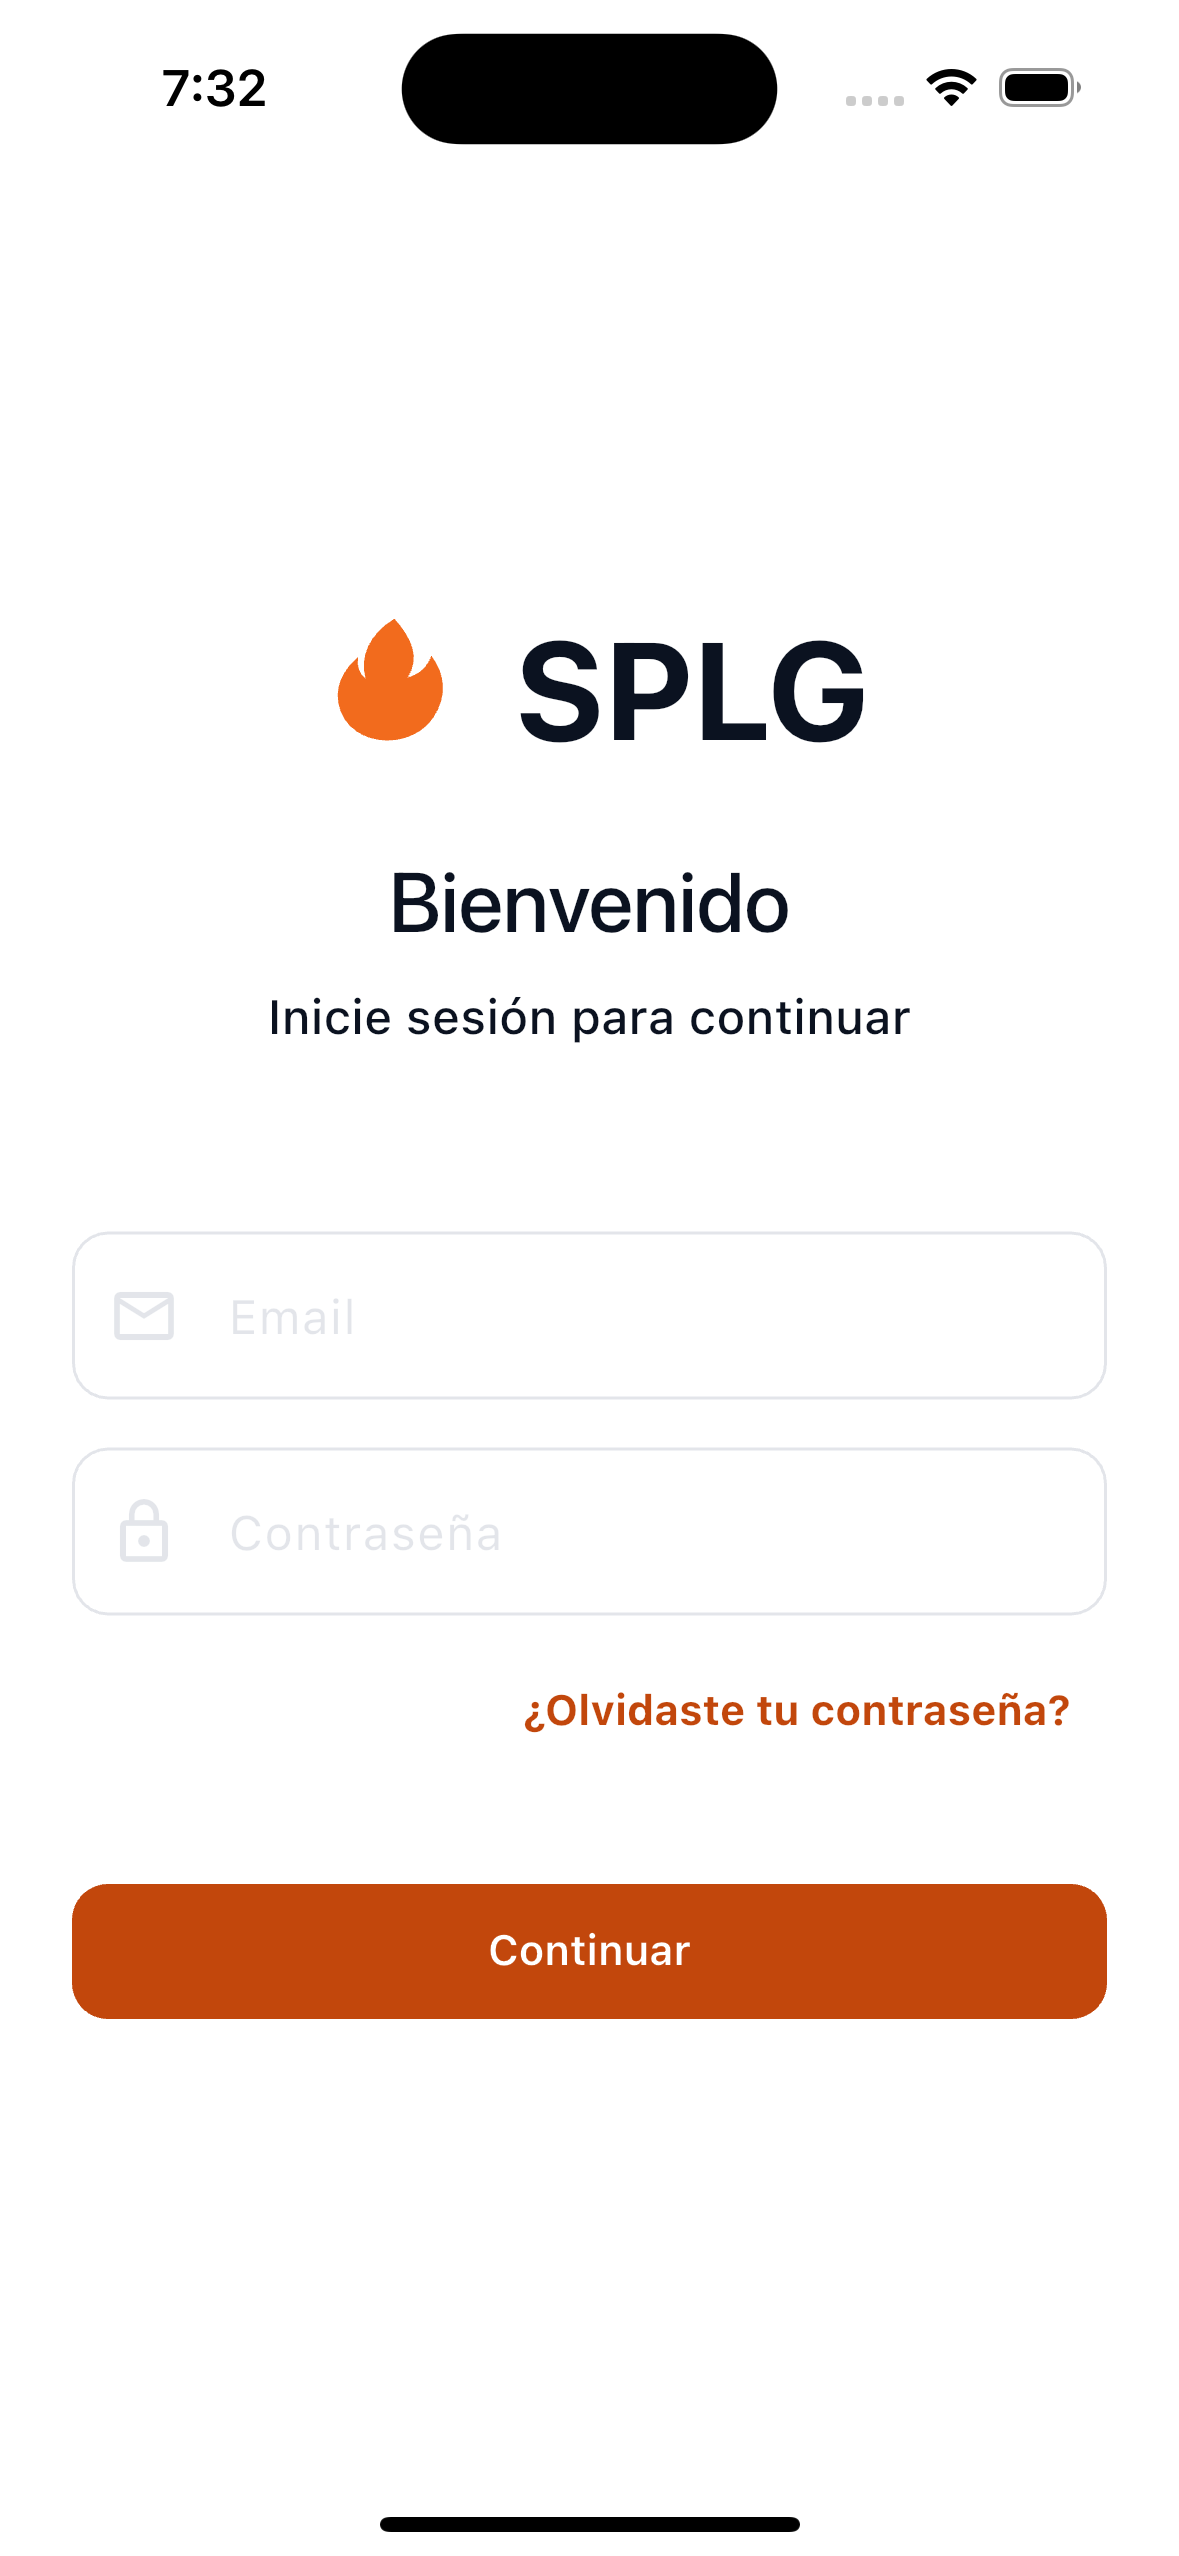 7:32
SPLG
Bienvenido
Inicie sesión para continuar
Email
Contraseña
¿Olvidaste tu contraseña?
Continuar